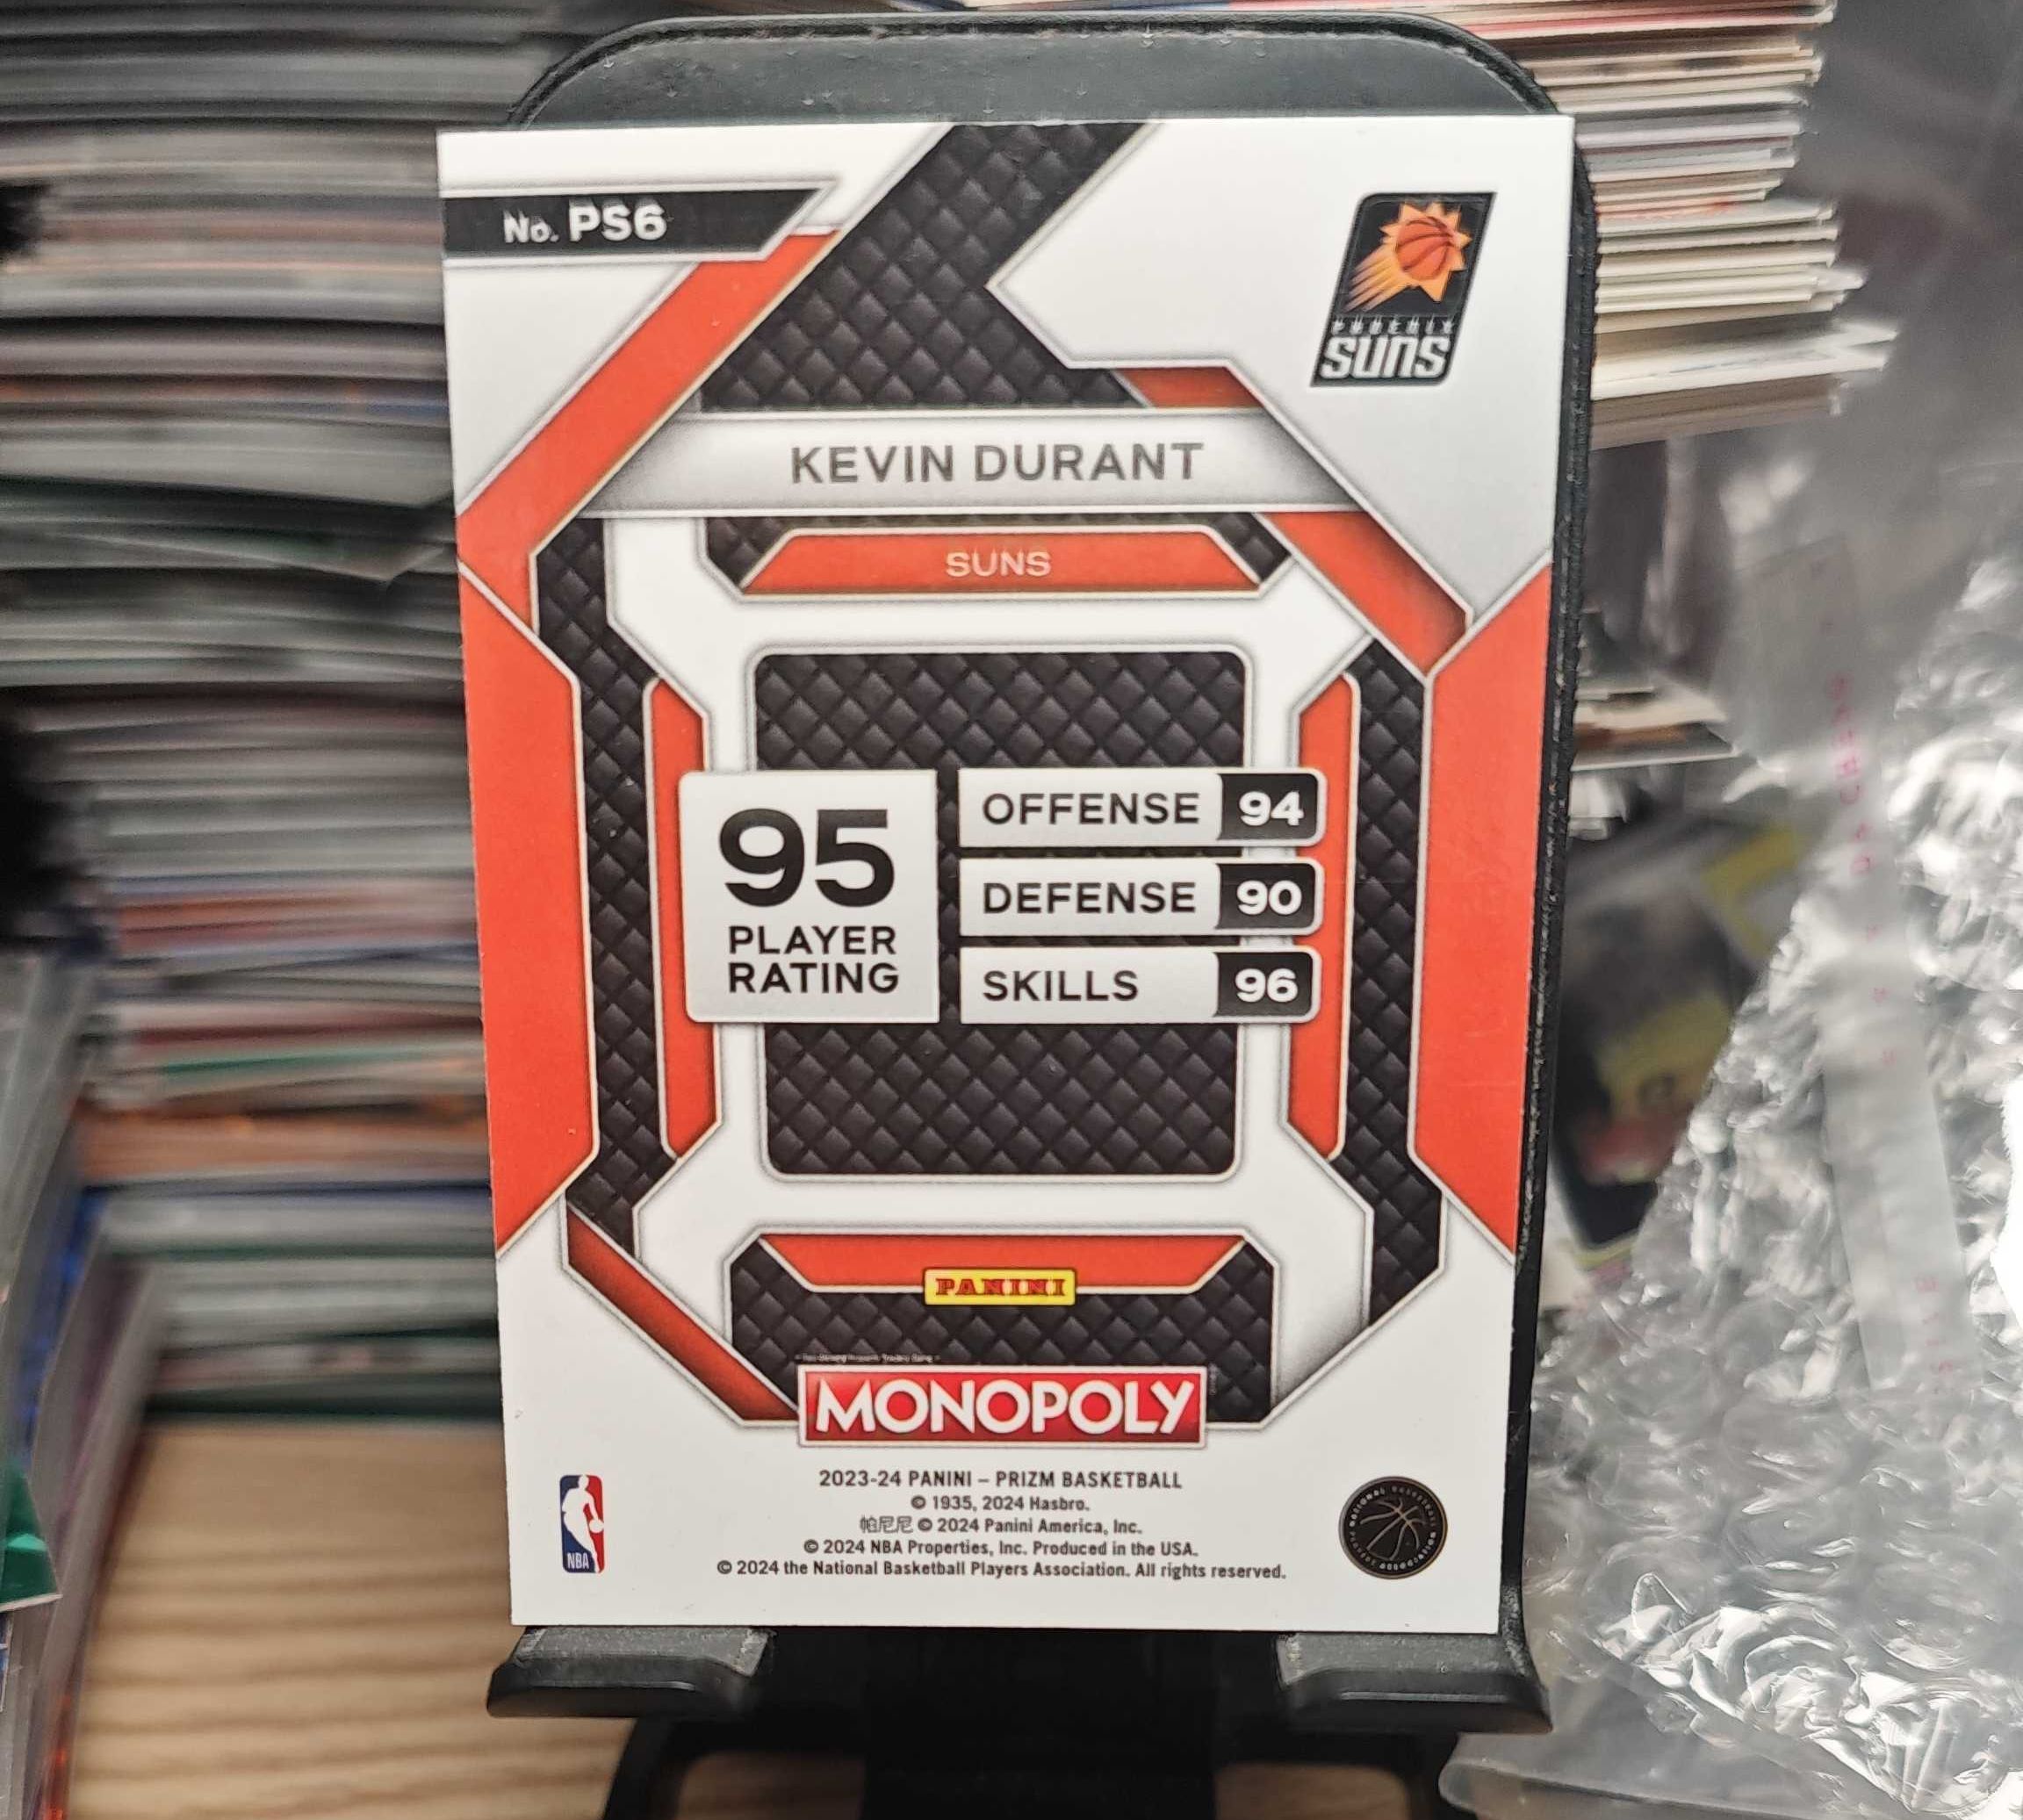 No. PS6
PHOENIX
SUNS
KEVIN DURANT
SUNS
95
PLAYER
RATING
OFFENSE 94
DEFENSE 90
SKILLS 96
PANINI
MONOPOLY
2023-24 PANINI – PRIZM BASKETBALL
© 1935, 2024 Hasbro.
帕尼尼 © 2024 Panini America, Inc.
© 2024 NBA Properties, Inc. Produced in the USA.
© 2024 the National Basketball Players Association. All rights reserved.
NBA